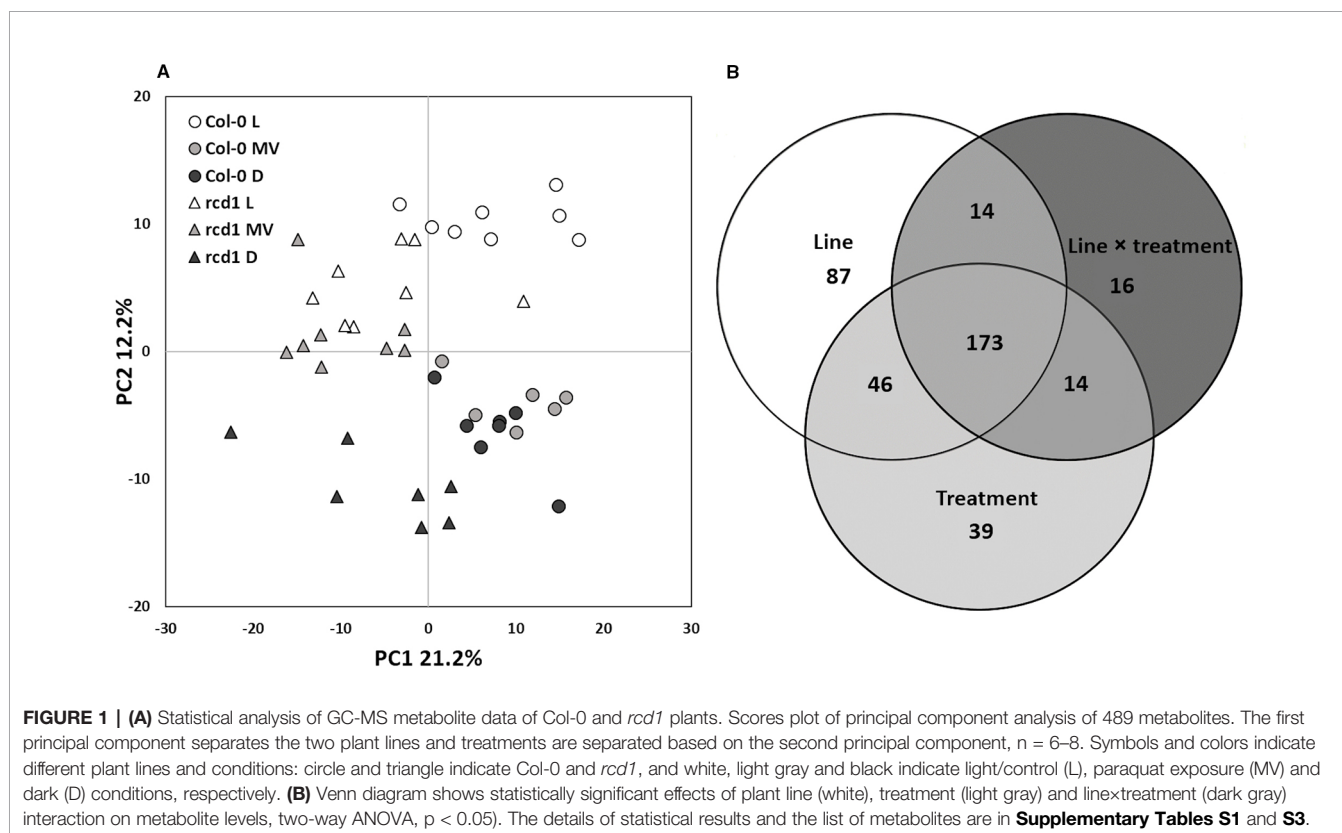 A
B
20
10
0
-10
-20
PC2 12.2%
Col-0 L
Col-0 MV
Col-0 D
rcd1 L
rcd1 MV
rcd1 D
-30
-20
-10
0
10
20
30
PC1 21.2%
Line
87
14
Line × treatment
16
173
46
14
Treatment
39
FIGURE 1 | (A) Statistical analysis of GC-MS metabolite data of Col-0 and rcd1 plants. Scores plot of principal component analysis of 489 metabolites. The first
principal component separates the two plant lines and treatments are separated based on the second principal component, n = 6–8. Symbols and colors indicate
different plant lines and conditions: circle and triangle indicate Col-0 and rcd1, and white, light gray and black indicate light/control (L), paraquat exposure (MV) and
dark (D) conditions, respectively. (B) Venn diagram shows statistically significant effects of plant line (white), treatment (light gray) and line×treatment (dark gray)
interaction on metabolite levels, two-way ANOVA, p < 0.05). The details of statistical results and the list of metabolites are in Supplementary Tables S1 and S3.